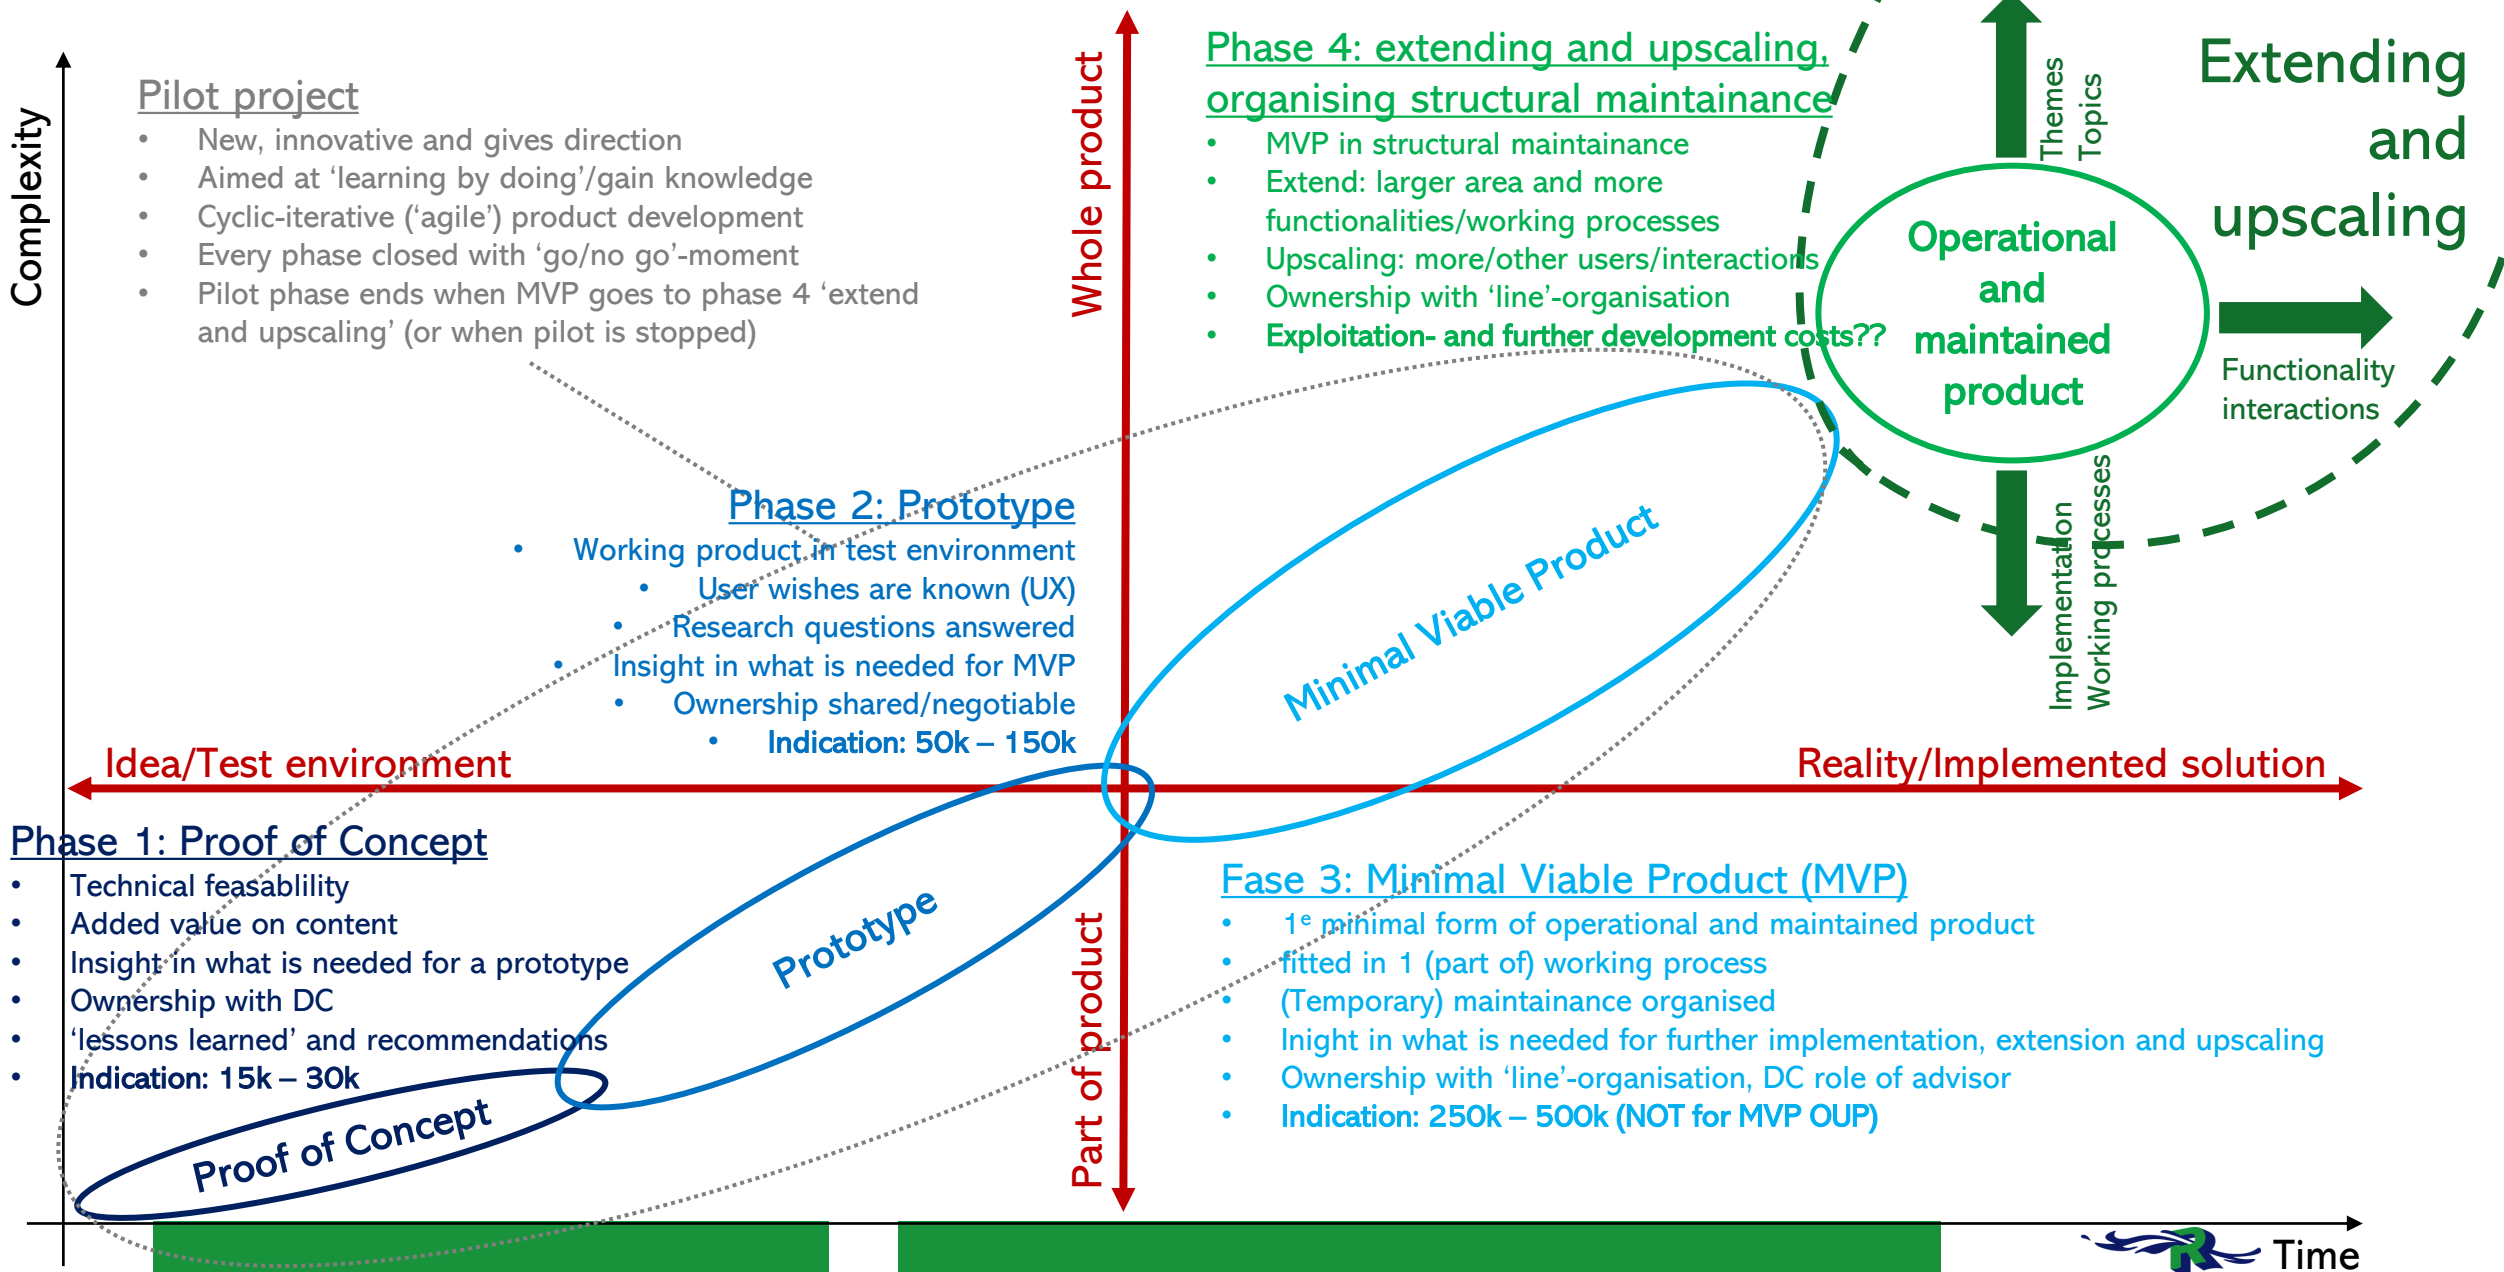 Complexity
Pilot project
• New, innovative and gives direction
• Aimed at ‘learning by doing’/gain knowledge
• Cyclic-iterative (‘agile’) product development
• Every phase closed with ‘go/no go’-moment
• Pilot phase ends when MVP goes to phase 4 ‘extend
and upscaling’ (or when pilot is stopped)
Whole product
Phase 4: extending and upscaling,
organising structural maintainance
• MVP in structural maintainance
• Extend: larger area and more
functionalities/working processes
• Upscaling: more/other users/interactions
• Ownership with ‘line’-organisation
• Exploitation- and further development costs??
Themes
Topics
Extending
and
upscaling
Operational
and
maintained
product
Functionality
interactions
Implementation
Working processes
Phase 2: Prototype
• Working product in test environment
• User wishes are known (UX)
• Research questions answered
• Insight in what is needed for MVP
• Ownership shared/negotiable
• Indication: 50k – 150k
Minimal Viable Product
Idea/Test environment
Reality/Implemented solution
Phase 1: Proof of Concept
• Technical feasablility
• Added value on content
• Insight in what is needed for a prototype
• Ownership with DC
• ‘lessons learned’ and recommendations
• Indication: 15k – 30k
Proof of Concept
Prototype
Part of product
Fase 3: Minimal Viable Product (MVP)
• 1e minimal form of operational and maintained product
• fitted in 1 (part of) working process
• (Temporary) maintainance organised
• Inight in what is needed for further implementation, extension and upscaling
• Ownership with ‘line’-organisation, DC role of advisor
• Indication: 250k – 500k (NOT for MVP OUP)
R
Time